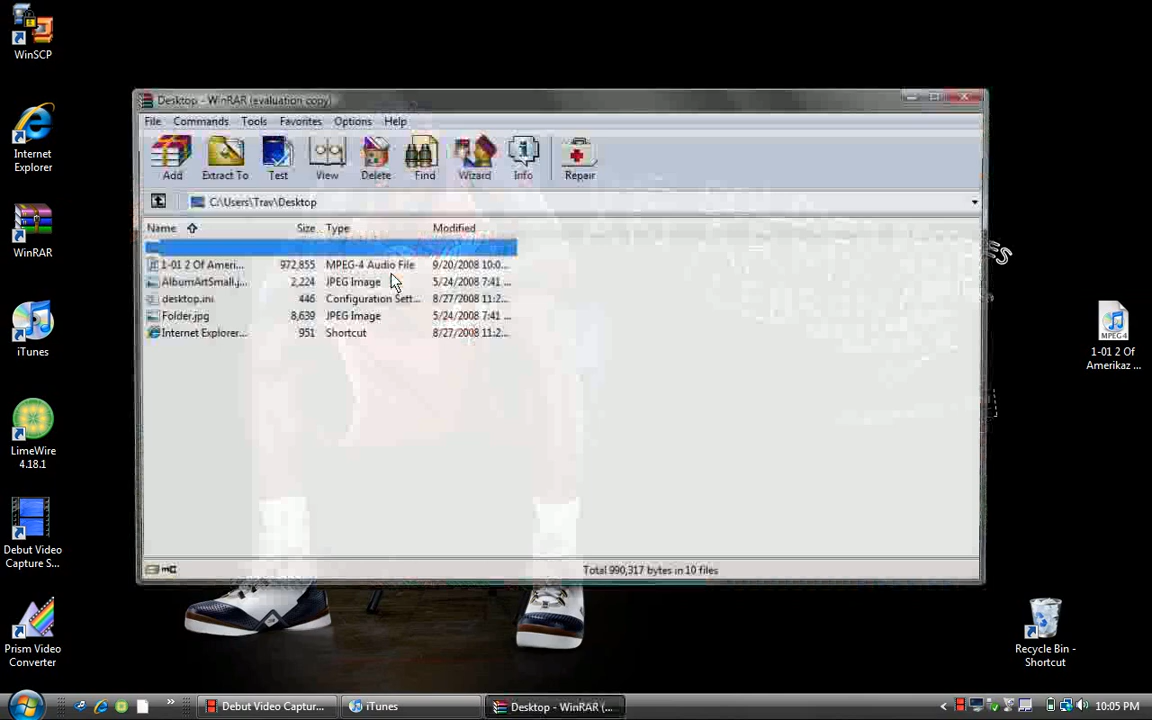 WinSCP
Internet
Explorer
WinRAR
iTunes
LimeWire
4.18.1
Debut Video
Capture S...
Prism Video
Converter
Desktop - WinRAR (evaluation copy)
File Commands Tools Favorites Options Help
Add Extract To Test View Delete Find Wizard Info Repair
C:\Users\Trav\Desktop
Name Size Type Modified
1-01 2 Of Ameri... 972,855 MPEG-4 Audio File 9/20/2008 10:0...
AlbumArtSmall.j... 2,224 JPEG Image 5/24/2008 7:41 ...
desktop.ini 446 Configuration Sett... 8/27/2008 11:2...
Folder.jpg 8,639 JPEG Image 5/24/2008 7:41 ...
Internet Explorer... 951 Shortcut 8/27/2008 11:2...
Total 990,317 bytes in 10 files
MPEG-4
1-01 2 Of
Amerikaz ...
Recycle Bin -
Shortcut
Debut Video Captur... iTunes Desktop - WinRAR (... 10:05 PM